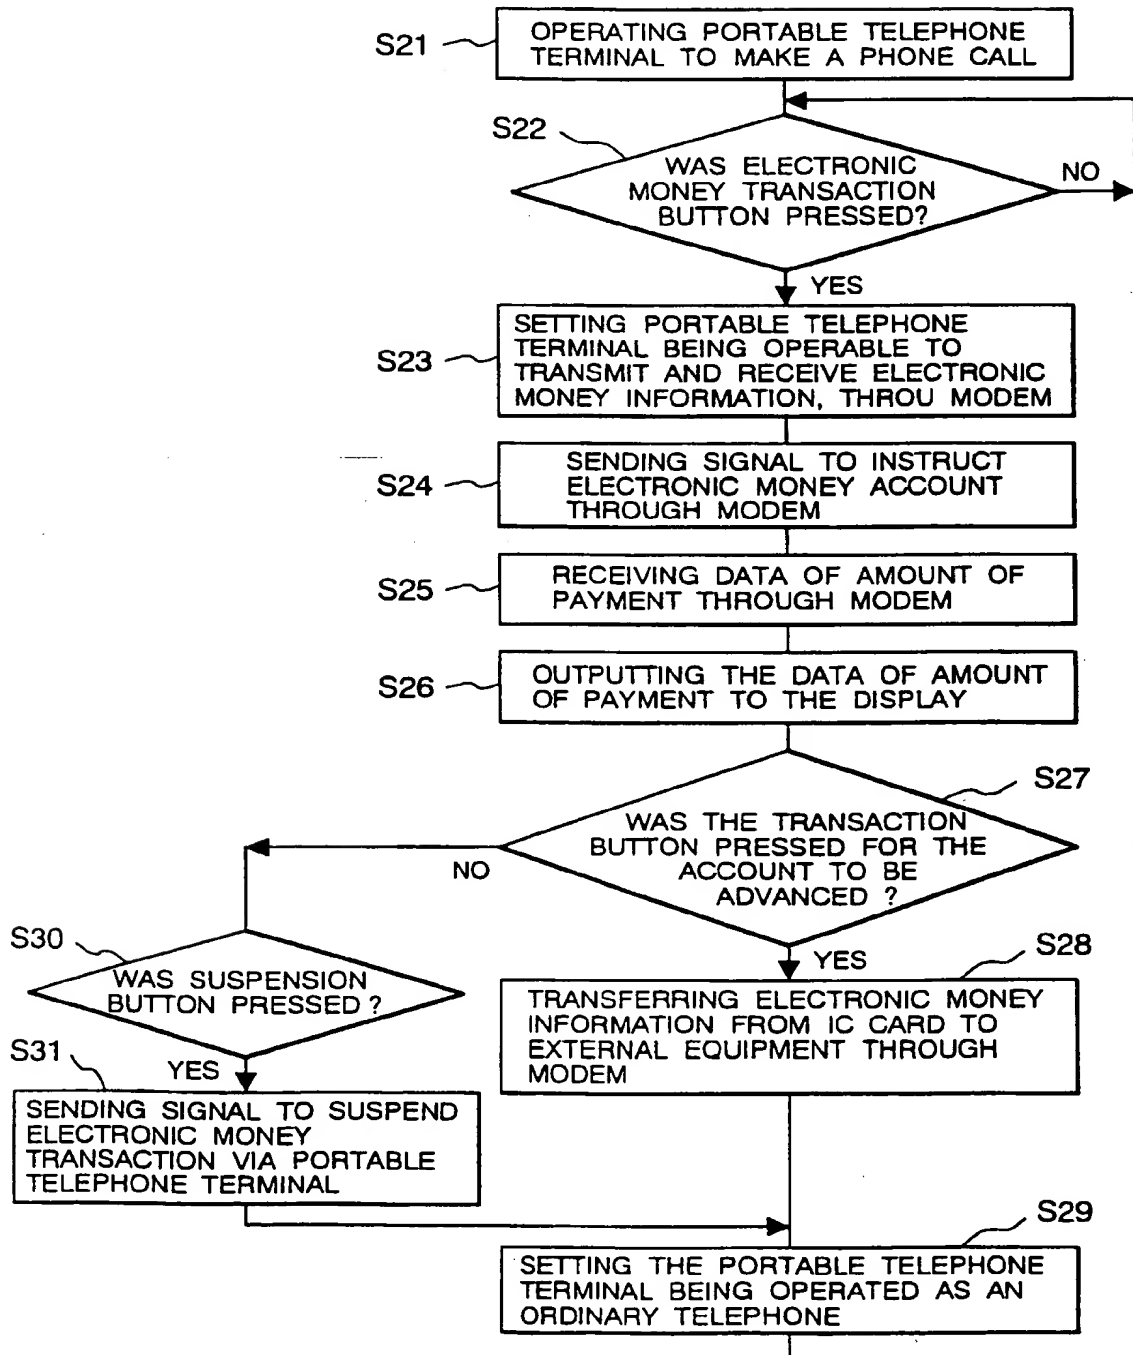 S21
OPERATING PORTABLE TELEPHONE
TERMINAL TO MAKE A PHONE CALL
S22
WAS ELECTRONIC
MONEY TRANSACTION
BUTTON PRESSED?
NO
YES
S23
SETTING PORTABLE TELEPHONE
TERMINAL BEING OPERABLE TO
TRANSMIT AND RECEIVE ELECTRONIC
MONEY INFORMATION, THROU MODEM
S24
SENDING SIGNAL TO INSTRUCT
ELECTRONIC MONEY ACCOUNT
THROUGH MODEM
S25
RECEIVING DATA OF AMOUNT OF
PAYMENT THROUGH MODEM
S26
OUTPUTTING THE DATA OF AMOUNT
OF PAYMENT TO THE DISPLAY
S27
WAS THE TRANSACTION
BUTTON PRESSED FOR THE
ACCOUNT TO BE
ADVANCED ?
NO
YES
S30
WAS SUSPENSION
BUTTON PRESSED ?
YES
S28
TRANSFERRING ELECTRONIC MONEY
INFORMATION FROM IC CARD TO
EXTERNAL EQUIPMENT THROUGH
MODEM
S31
SENDING SIGNAL TO SUSPEND
ELECTRONIC MONEY
TRANSACTION VIA PORTABLE
TELEPHONE TERMINAL
S29
SETTING THE PORTABLE TELEPHONE
TERMINAL BEING OPERATED AS AN
ORDINARY TELEPHONE